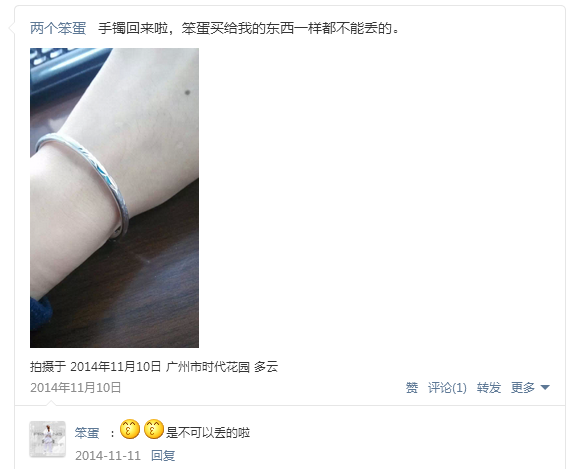 两个笨蛋 手镯回来啦，笨蛋买给我的东西一样都不能丢的。
拍摄于 2014年11月10日 广州市时代花园 多云
2014年11月10日 赞 评论(1) 转发 更多
笨蛋 ：是不可以丢的啦
2014-11-11 回复